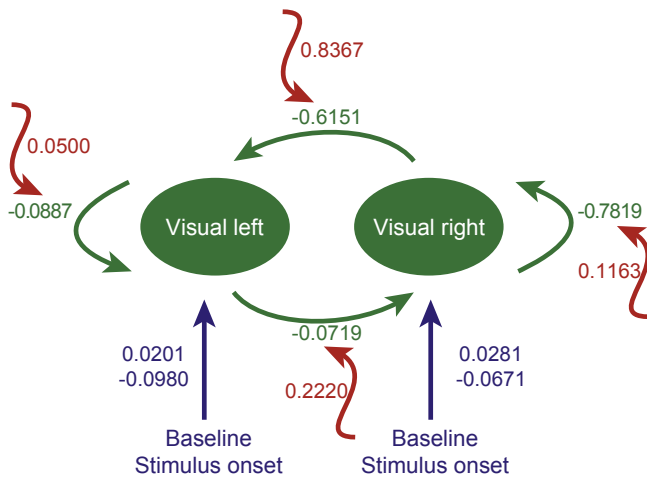 0.8367
-0.6151
0.0500
-0.0887
Visual left
Visual right
-0.7819
0.1163
-0.0719
0.0201
-0.0980
0.2220
0.0281
-0.0671
Baseline
Stimulus onset
Baseline
Stimulus onset